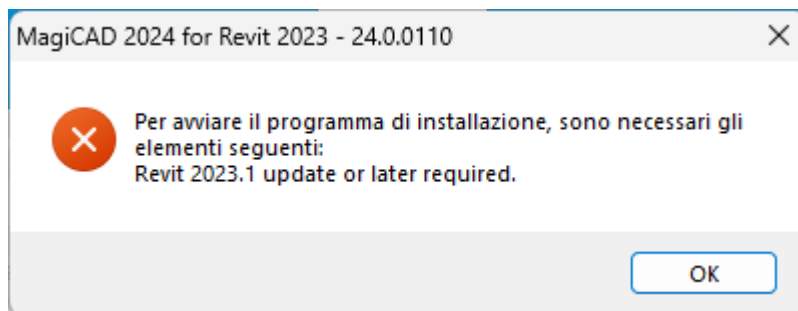 MagiCAD 2024 for Revit 2023 - 24.0.0110
Per avviare il programma di installazione, sono necessari gli
elementi seguenti:
Revit 2023.1 update or later required.
OK